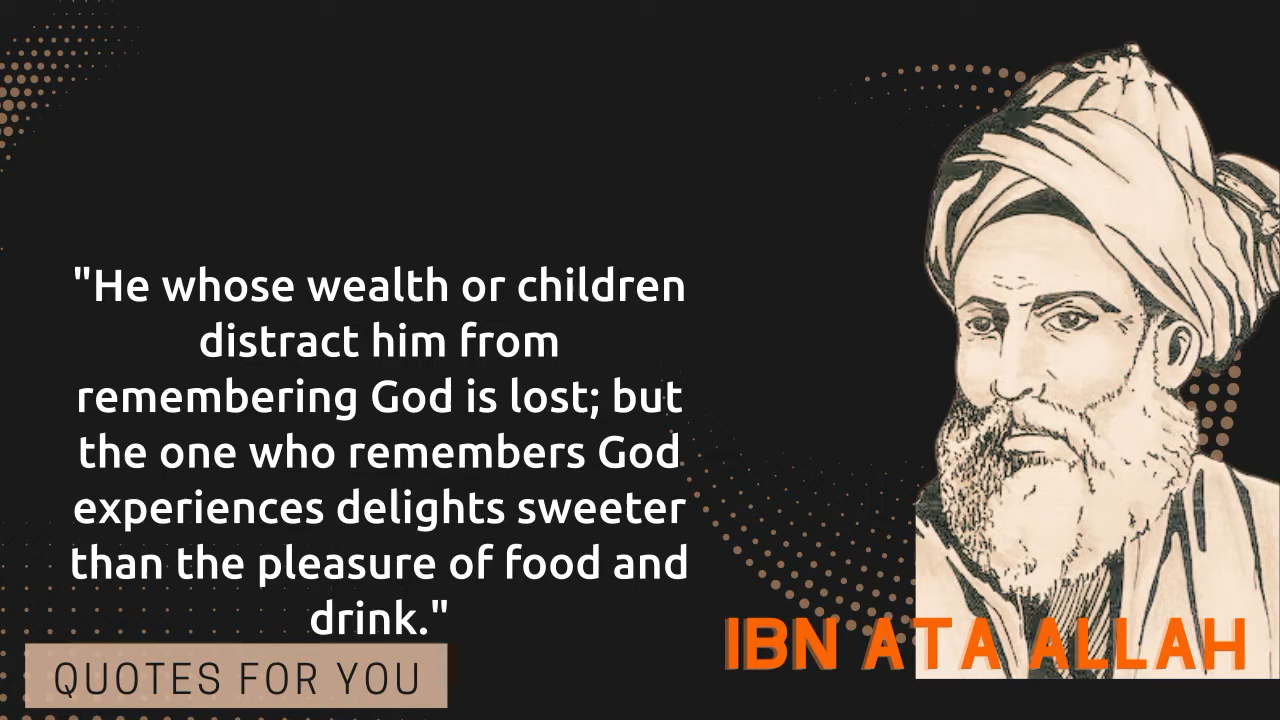 "He whose wealth or children
distract him from
remembering God is lost; but
the one who remembers God
experiences delights sweeter
than the pleasure of food and
drink."
QUOTES FOR YOU
IBN ATA ALLAH